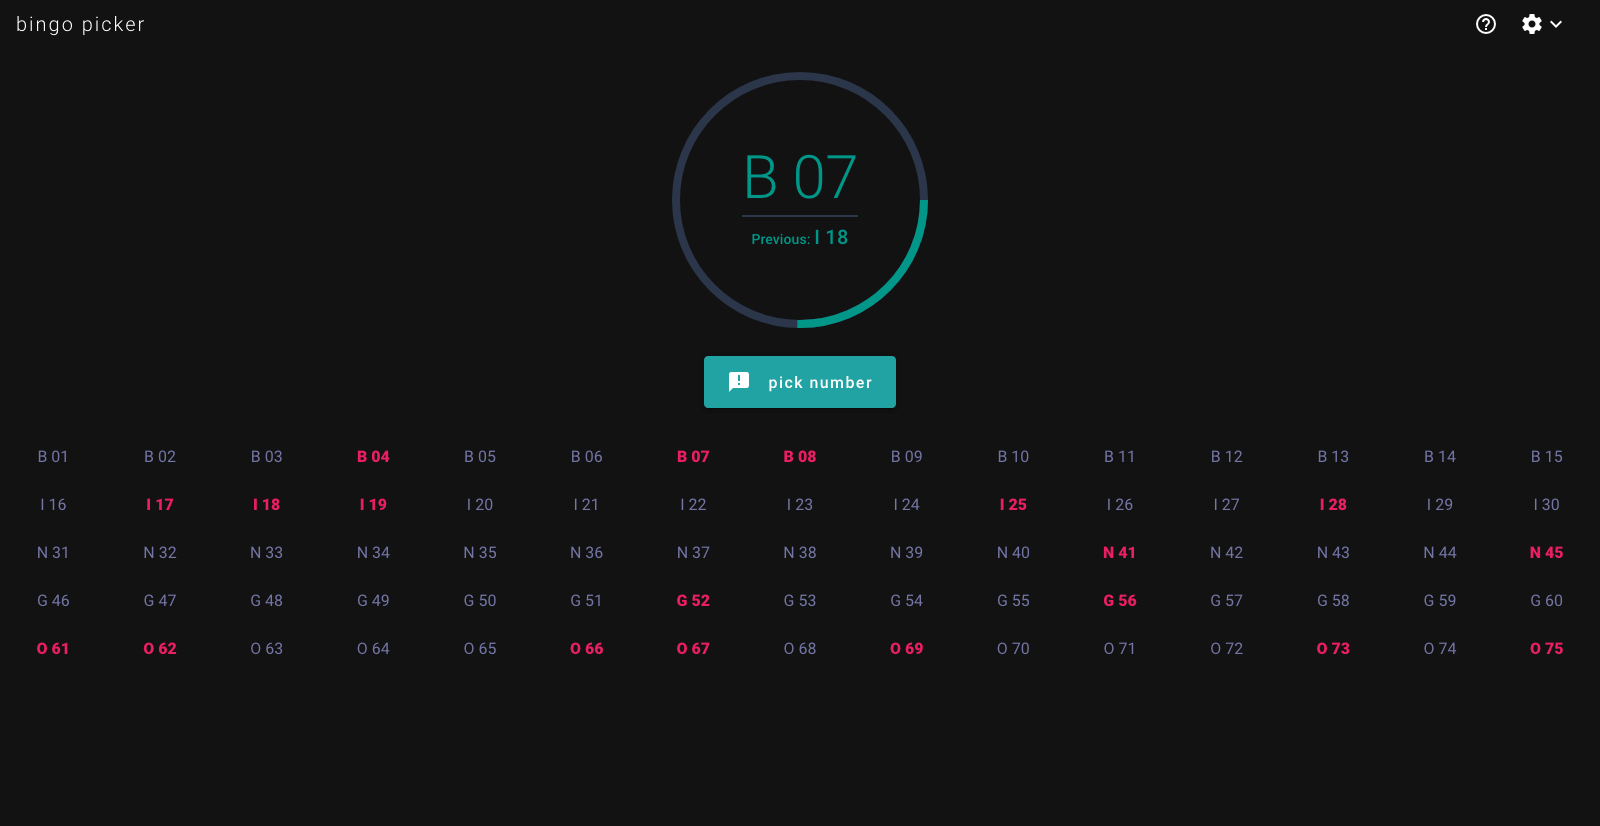 bingo picker
B 07
Previous: I 18
pick number
B 01 B 02 B 03 B 04 B 05 B 06 B 07 B 08 B 09 B 10 B 11 B 12 B 13 B 14 B 15
I 16 I 17 I 18 I 19 I 20 I 21 I 22 I 23 I 24 I 25 I 26 I 27 I 28 I 29 I 30
N 31 N 32 N 33 N 34 N 35 N 36 N 37 N 38 N 39 N 40 N 41 N 42 N 43 N 44 N 45
G 46 G 47 G 48 G 49 G 50 G 51 G 52 G 53 G 54 G 55 G 56 G 57 G 58 G 59 G 60
O 61 O 62 O 63 O 64 O 65 O 66 O 67 O 68 O 69 O 70 O 71 O 72 O 73 O 74 O 75